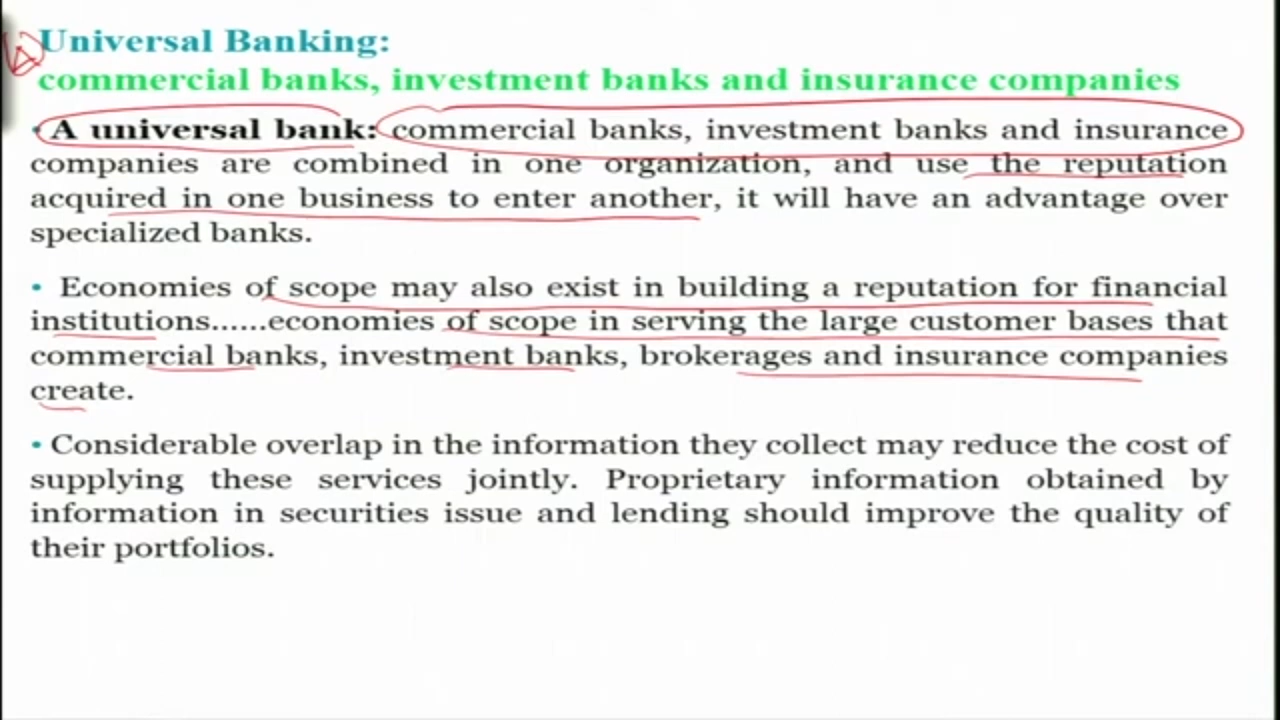 Universal Banking:
commercial banks, investment banks and insurance companies
• A universal bank: commercial banks, investment banks and insurance
companies are combined in one organization, and use the reputation
acquired in one business to enter another, it will have an advantage over
specialized banks.
• Economies of scope may also exist in building a reputation for financial
institutions......economies of scope in serving the large customer bases that
commercial banks, investment banks, brokerages and insurance companies
create.
• Considerable overlap in the information they collect may reduce the cost of
supplying these services jointly. Proprietary information obtained by
information in securities issue and lending should improve the quality of
their portfolios.